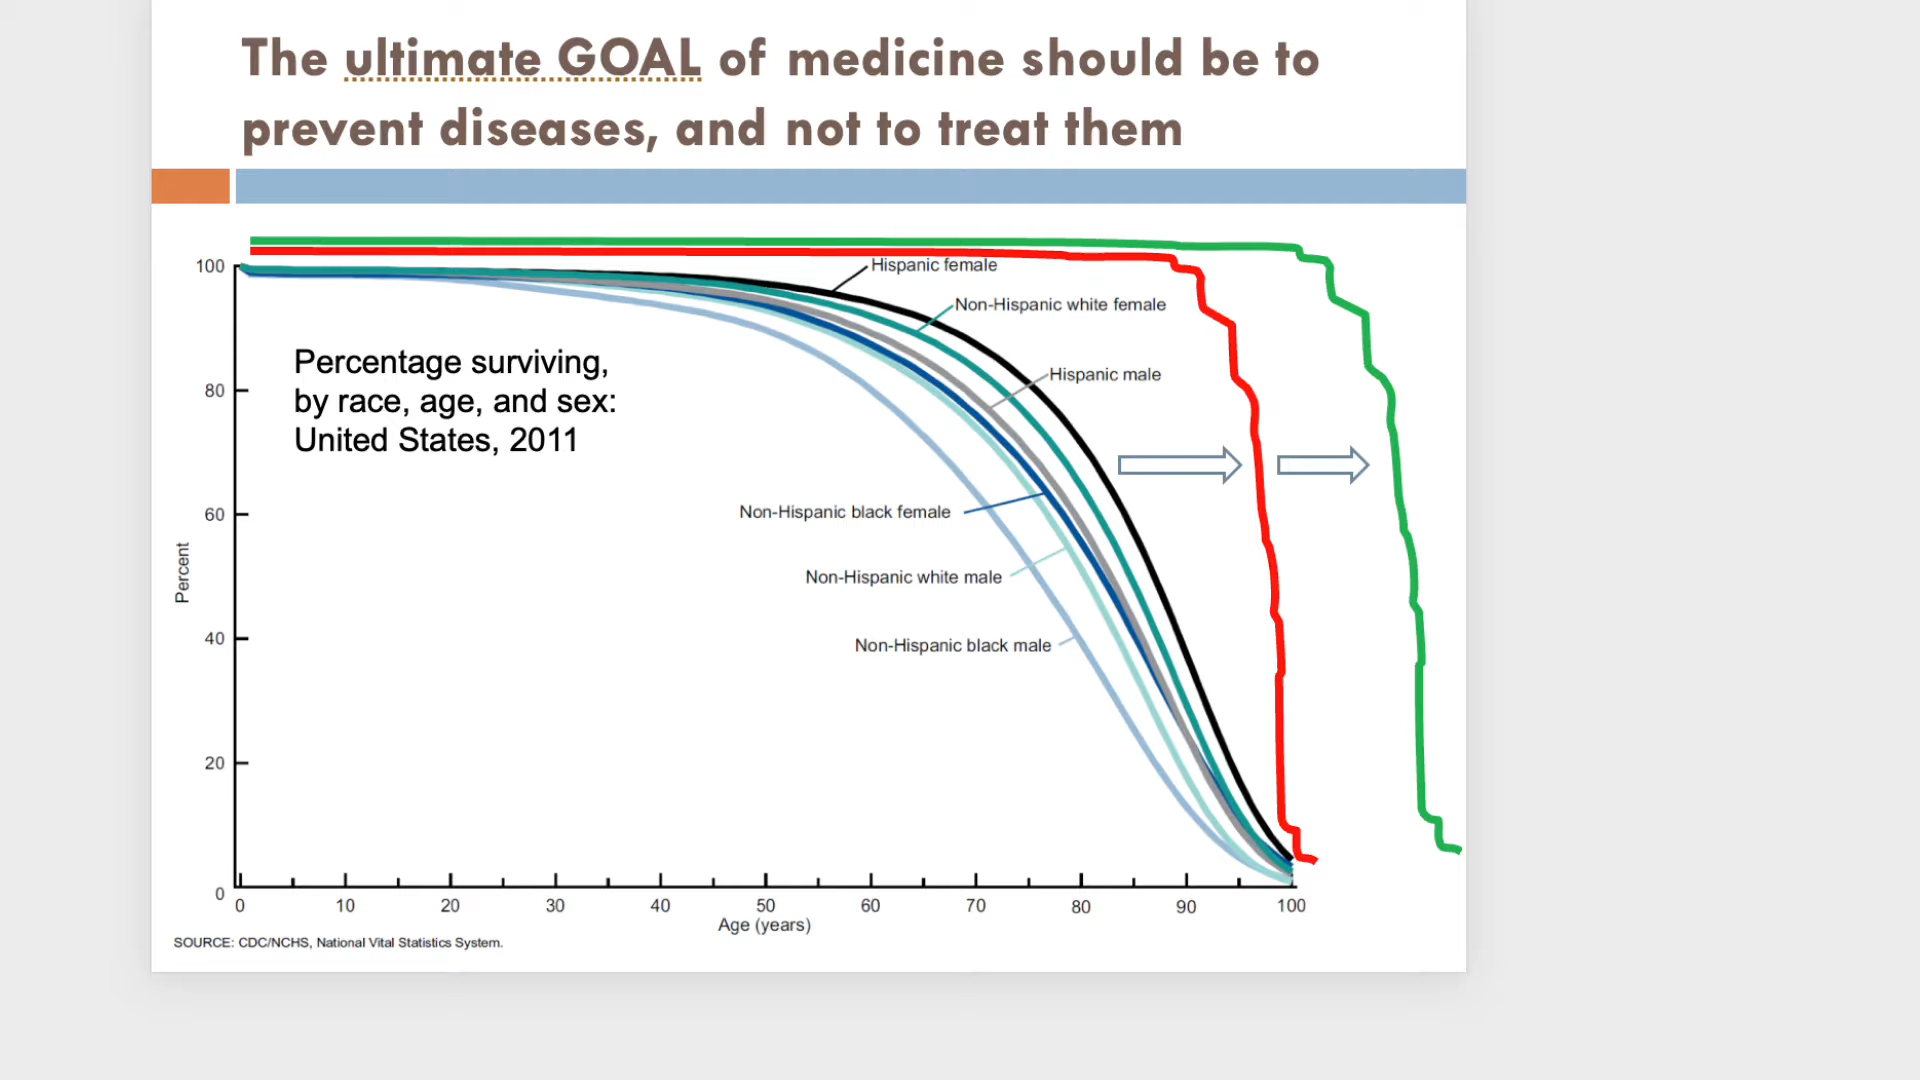 The ultimate GOAL of medicine should be to
prevent diseases, and not to treat them
100
80
60
40
20
0
Percent
Percentage surviving,
by race, age, and sex:
United States, 2011
Hispanic female
Non-Hispanic white female
Hispanic male
Non-Hispanic black female
Non-Hispanic white male
Non-Hispanic black male
0 10 20 30 40 50 60 70 80 90 100
Age (years)
SOURCE: CDC/NCHS, National Vital Statistics System.